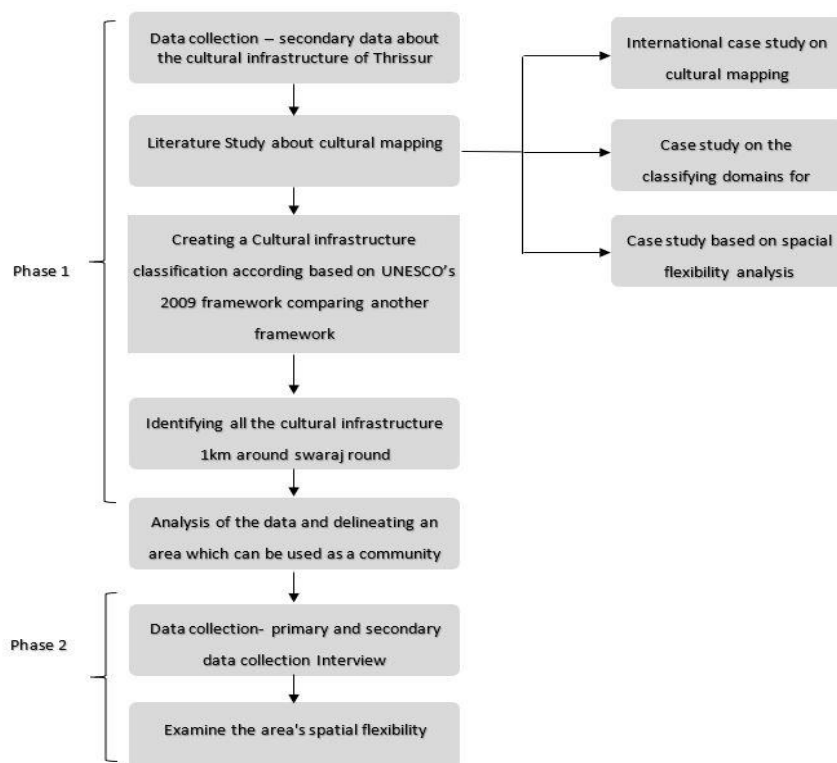 Data collection – secondary data about
the cultural infrastructure of Thrissur
Literature Study about cultural mapping
International case study on
cultural mapping
Case study on the
classifying domains for
Case study based on spacial
flexibility analysis
Phase 1
Creating a Cultural infrastructure
classification according based on UNESCO's
2009 framework comparing another
framework
Identifying all the cultural infrastructure
1km around swaraj round
Analysis of the data and delineating an
area which can be used as a community
Phase 2
Data collection- primary and secondary
data collection Interview
Examine the area's spatial flexibility